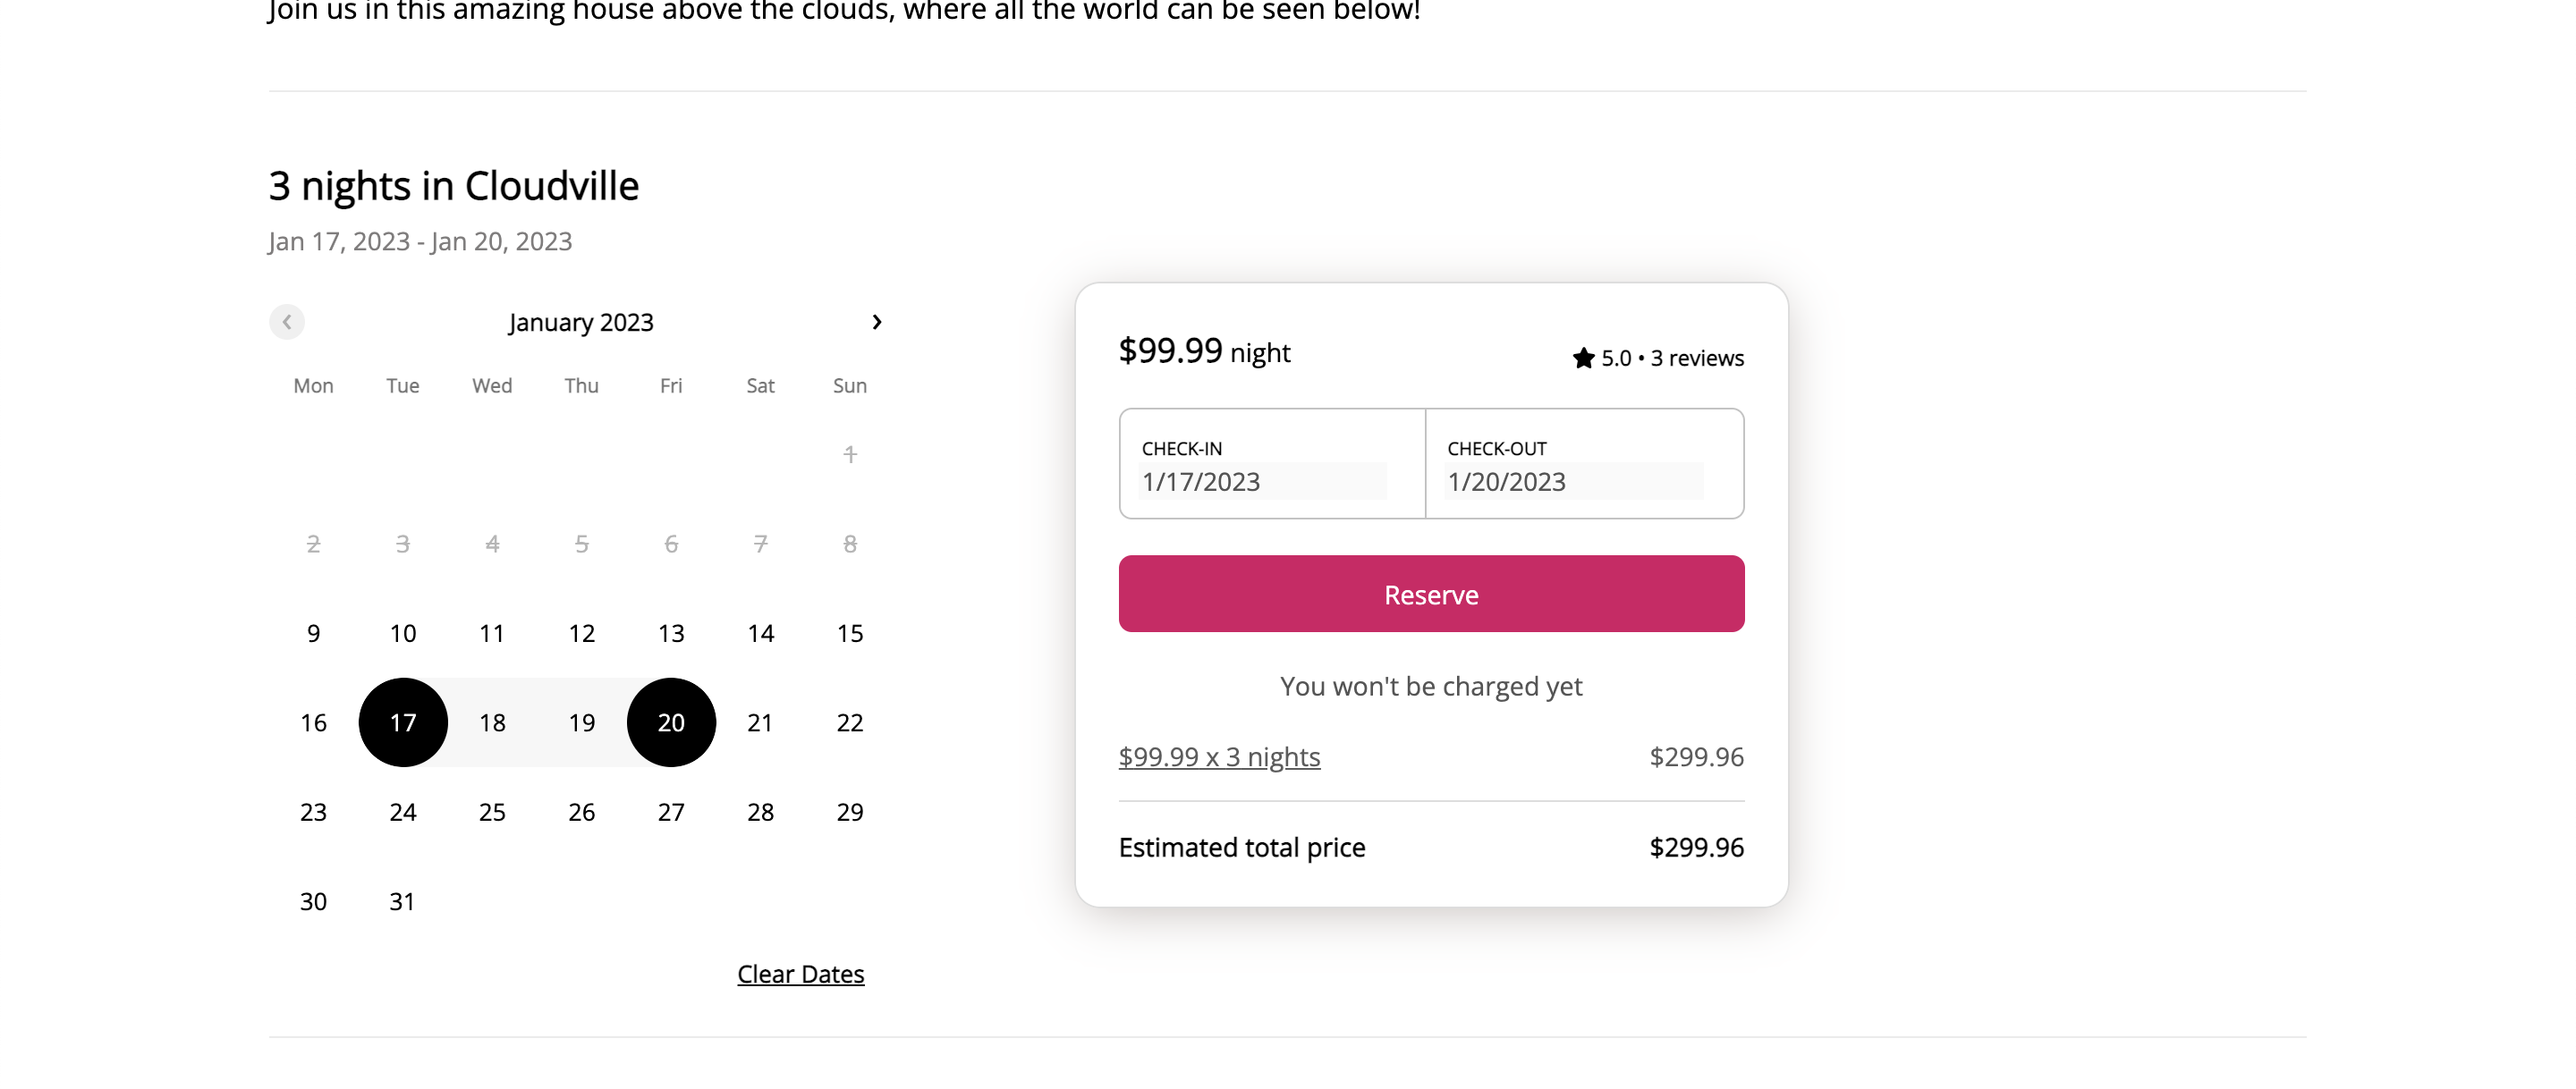 Join us in this amazing house above the clouds, where all the world can be seen below!
3 nights in Cloudville
Jan 17, 2023 - Jan 20, 2023
January 2023
Mon Tue Wed Thu Fri Sat Sun
1
2 3 4 5 6 7 8
9 10 11 12 13 14 15
16 17 18 19 20 21 22
23 24 25 26 27 28 29
30 31
Clear Dates
$99.99 night
5.0 • 3 reviews
CHECK-IN
1/17/2023
CHECK-OUT
1/20/2023
Reserve
You won't be charged yet
$99.99 x 3 nights $299.96
Estimated total price $299.96